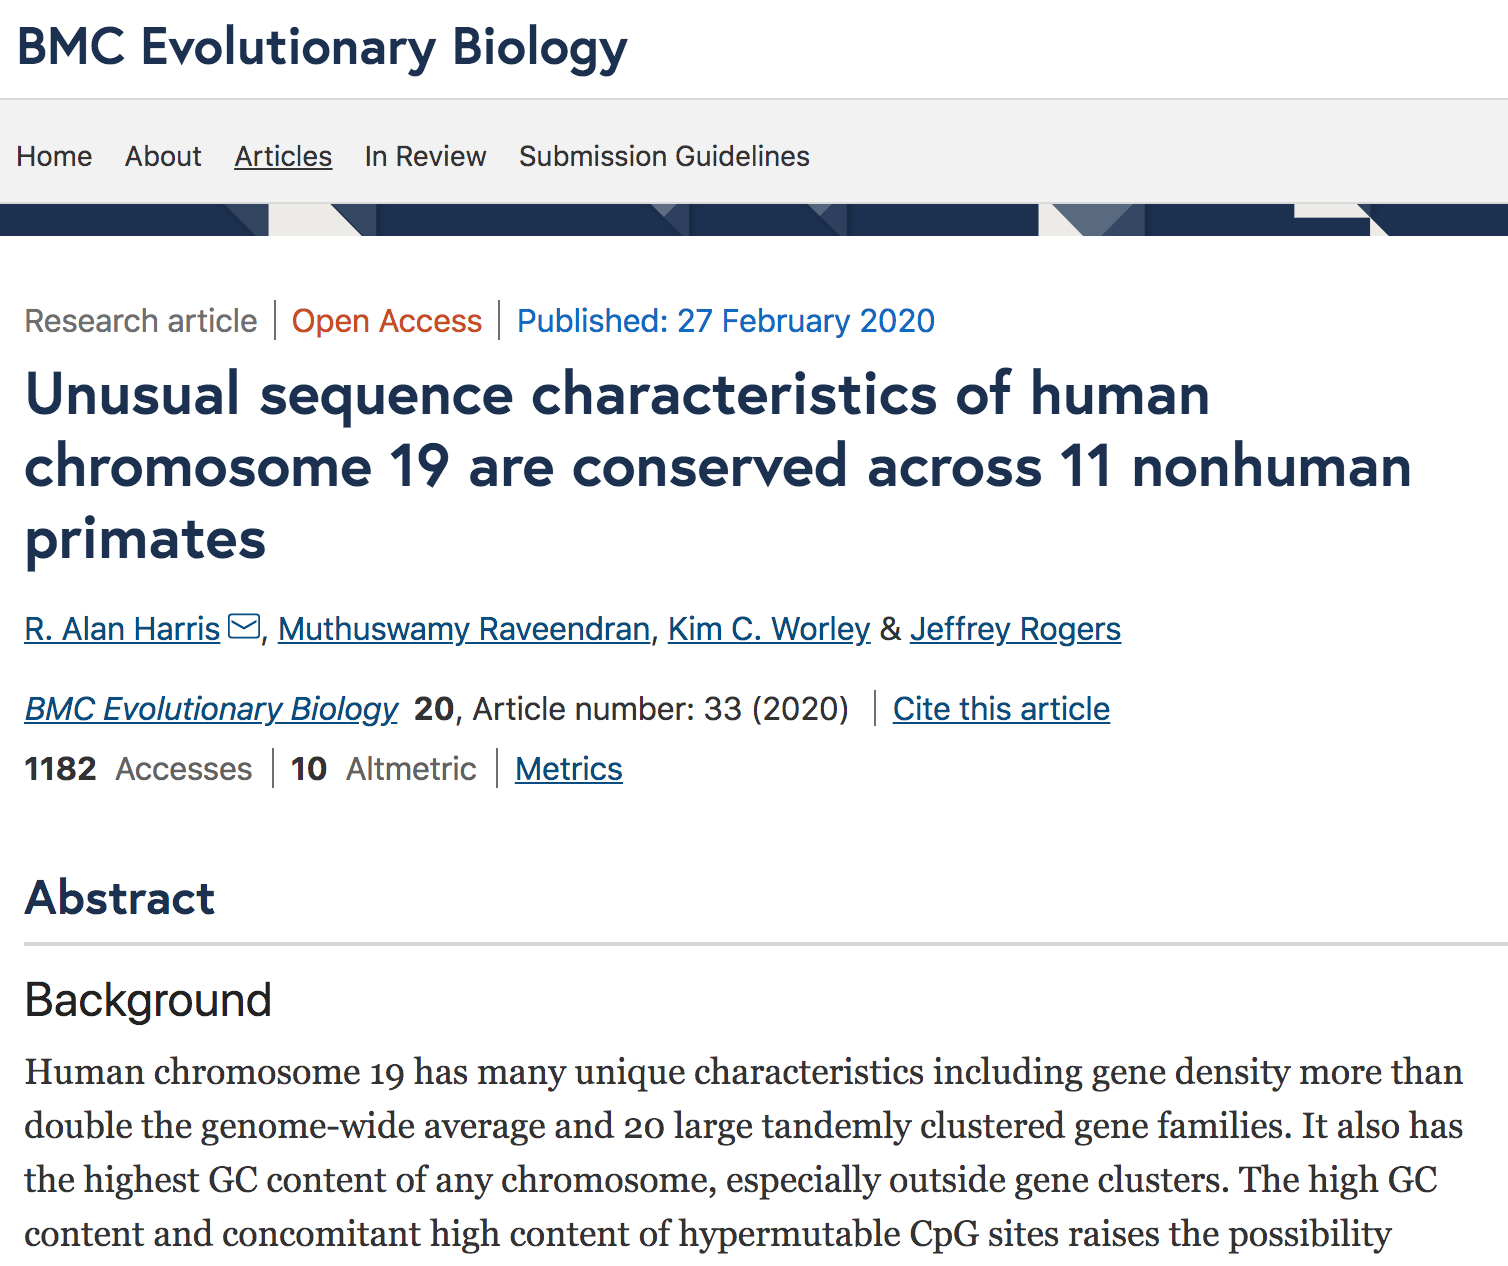 BMC Evolutionary Biology
Home About Articles In Review Submission Guidelines
Research article | Open Access | Published: 27 February 2020
Unusual sequence characteristics of human
chromosome 19 are conserved across 11 nonhuman
primates
R. Alan Harris, Muthuswamy Raveendran, Kim C. Worley & Jeffrey Rogers
BMC Evolutionary Biology 20, Article number: 33 (2020) | Cite this article
1182 Accesses | 10 Altmetric | Metrics
Abstract
Background
Human chromosome 19 has many unique characteristics including gene density more than
double the genome-wide average and 20 large tandemly clustered gene families. It also has
the highest GC content of any chromosome, especially outside gene clusters. The high GC
content and concomitant high content of hypermutable CpG sites raises the possibility